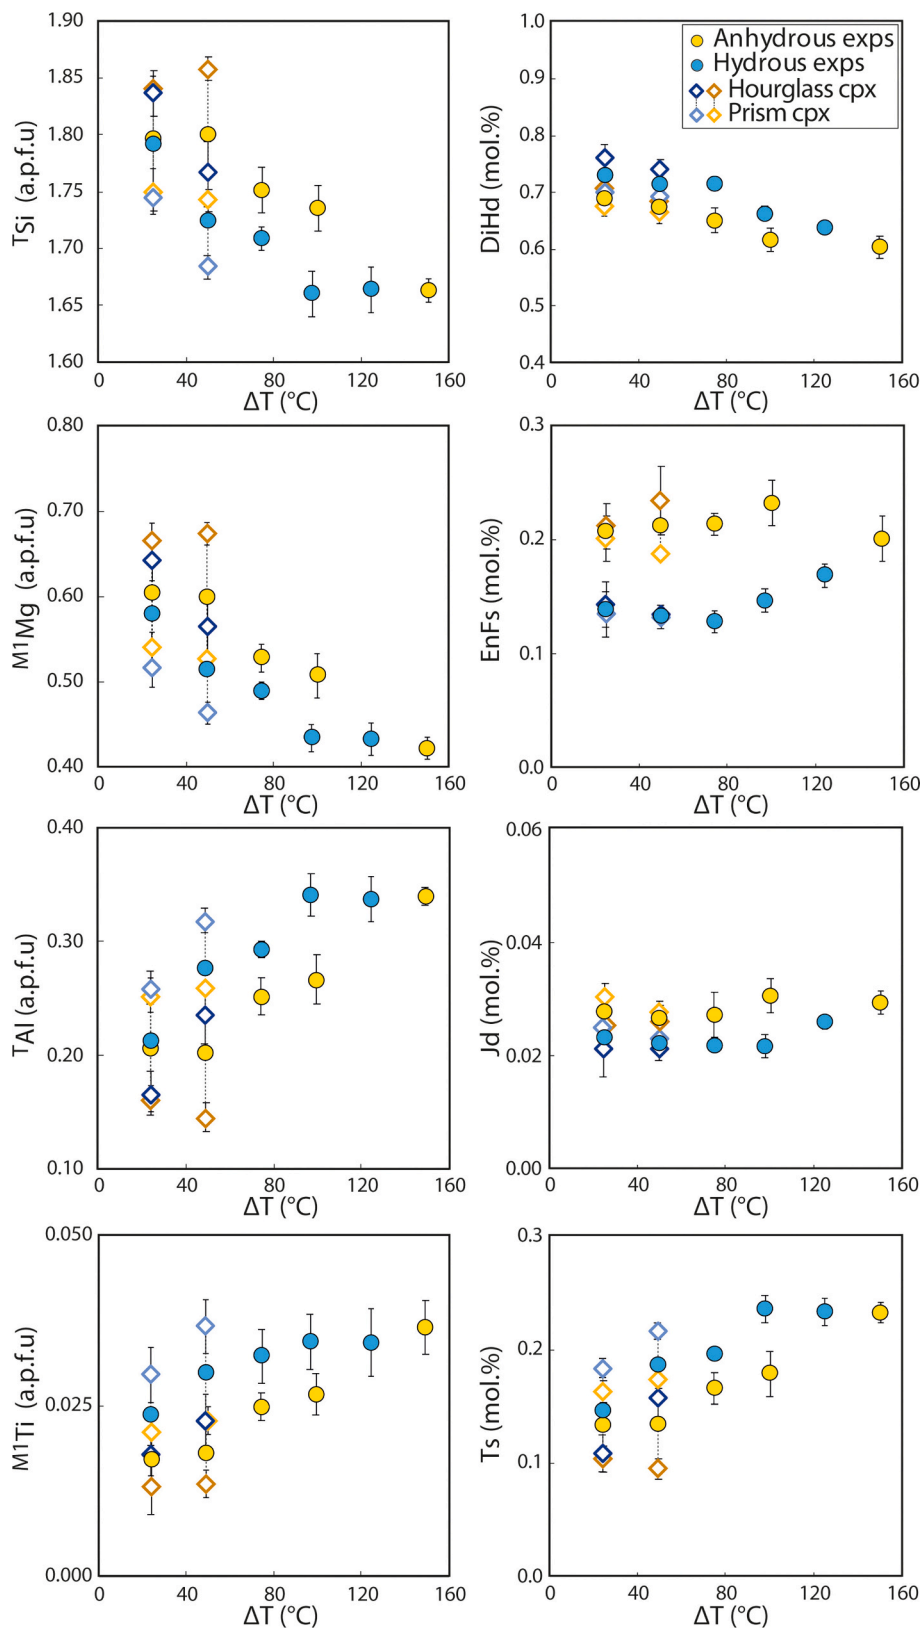 1.90
1.85
1.80
1.75
1.70
1.65
1.60
TSi (a.p.f.u)
0 40 80 120 160
ΔT (°C)
1.0
0.9
0.8
0.7
0.6
0.5
0.4
DiHd (mol.%)
Anhydrous exps
Hydrous exps
Hourglass cpx
Prism cpx
0 40 80 120 160
ΔT (°C)
0.80
0.70
0.60
0.50
0.40
M1Mg (a.p.f.u)
0 40 80 120 160
ΔT (°C)
0.3
0.2
0.1
0.0
EnFs (mol.%)
0 40 80 120 160
ΔT (°C)
0.40
0.30
0.20
0.10
TAl (a.p.f.u)
0 40 80 120 160
ΔT (°C)
0.06
0.04
0.02
0.00
Jd (mol.%)
0 40 80 120 160
ΔT (°C)
0.050
0.025
0.000
M1Ti (a.p.f.u)
0 40 80 120 160
ΔT (°C)
0.3
0.2
0.1
0.0
Ts (mol.%)
0 40 80 120 160
ΔT (°C)